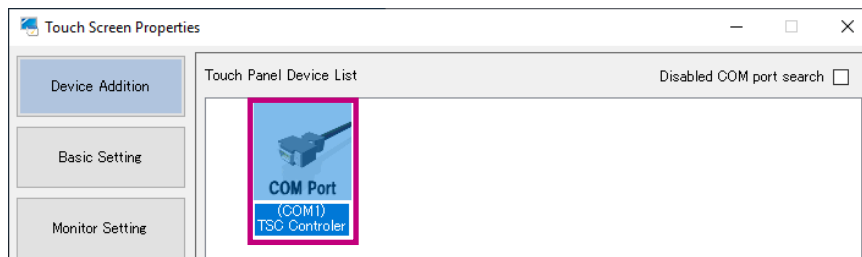 Touch Screen Properties
Device Addition
Basic Setting
Monitor Setting
Touch Panel Device List
Disabled COM port search
COM Port
(COM1)
TSC Controler